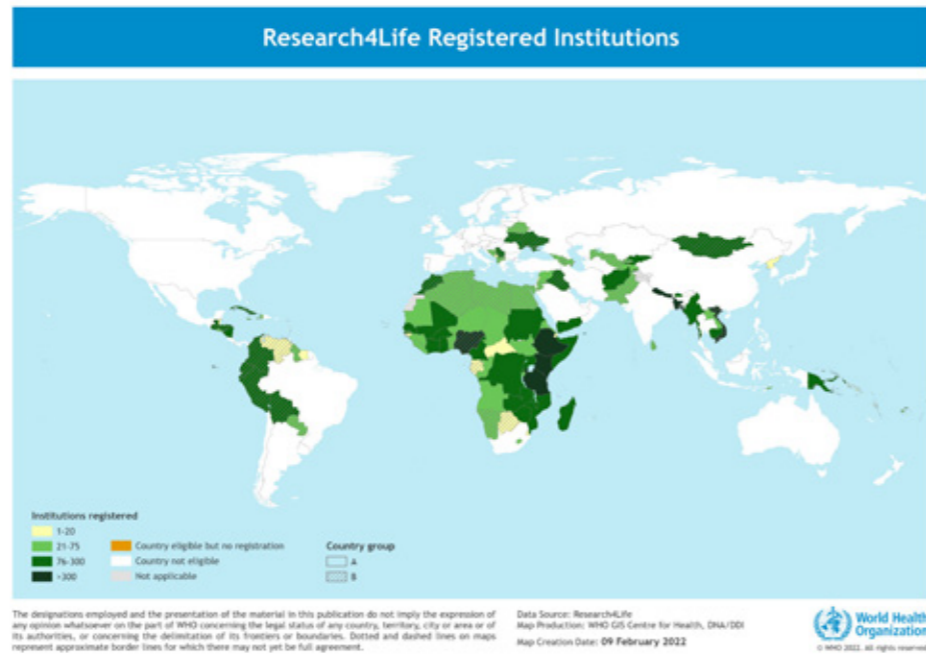 Research4Life Registered Institutions
Institutions registered
1-20
21-75
76-300
>300
Country eligible but no registration
Country not eligible
Not applicable
Country group
A
B
The designations employed and the presentation of the material in this publication do not imply the expression of
any opinion whatsoever on the part of WHO concerning the legal status of any country, territory, city or area or of
its authorities, or concerning the delimitation of its frontiers or boundaries. Dotted and dashed lines on maps
represent approximate border lines for which there may not yet be full agreement.
Data Source: Research4Life
Map Production: WHO GIS Centre for Health, DNA/DDI
Map Creation Date: 09 February 2022
World Health
Organization
© WHO 2022. All rights reserved.